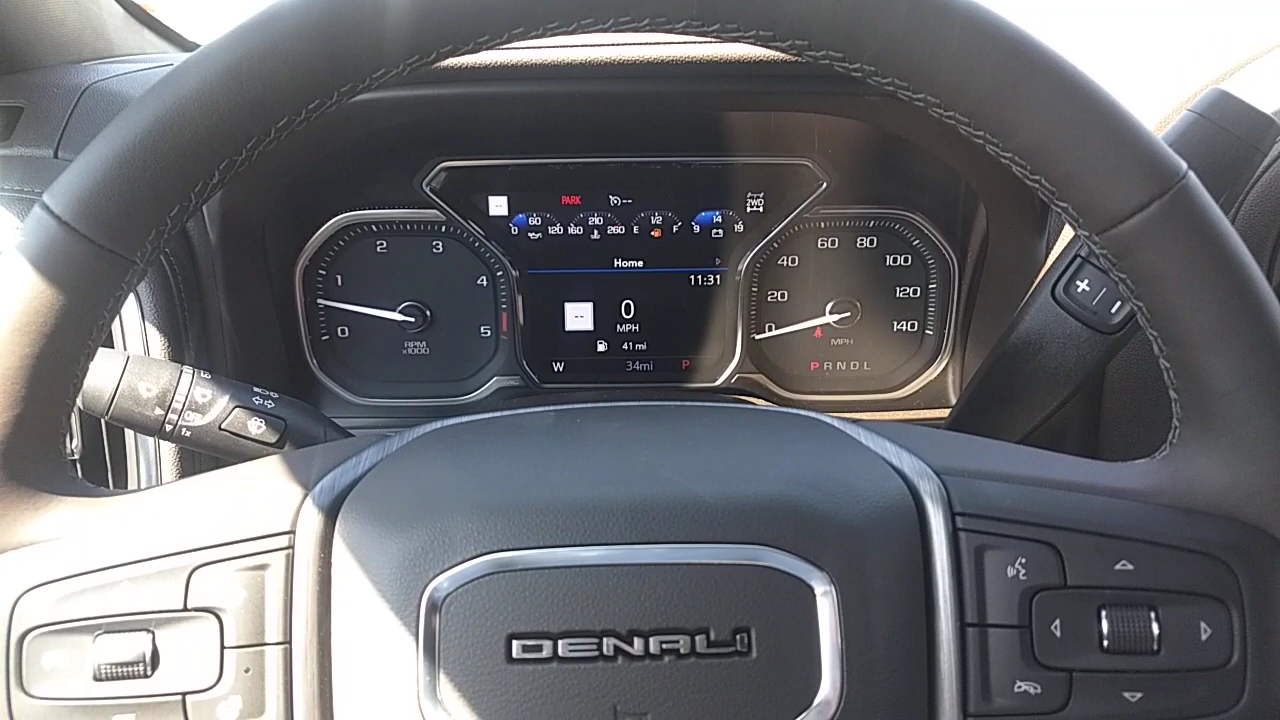 --
PARK
--
2WD
0 60 120
160 210 260
E 1/2 F
9 14 19
Home
11:31
--
0
MPH
41 mi
W 34mi P
0 1 2 3 4 5
RPM
x1000
0 20 40 60 80 100 120 140
MPH
PRNDL
OFF
1x
+ -
DENALI